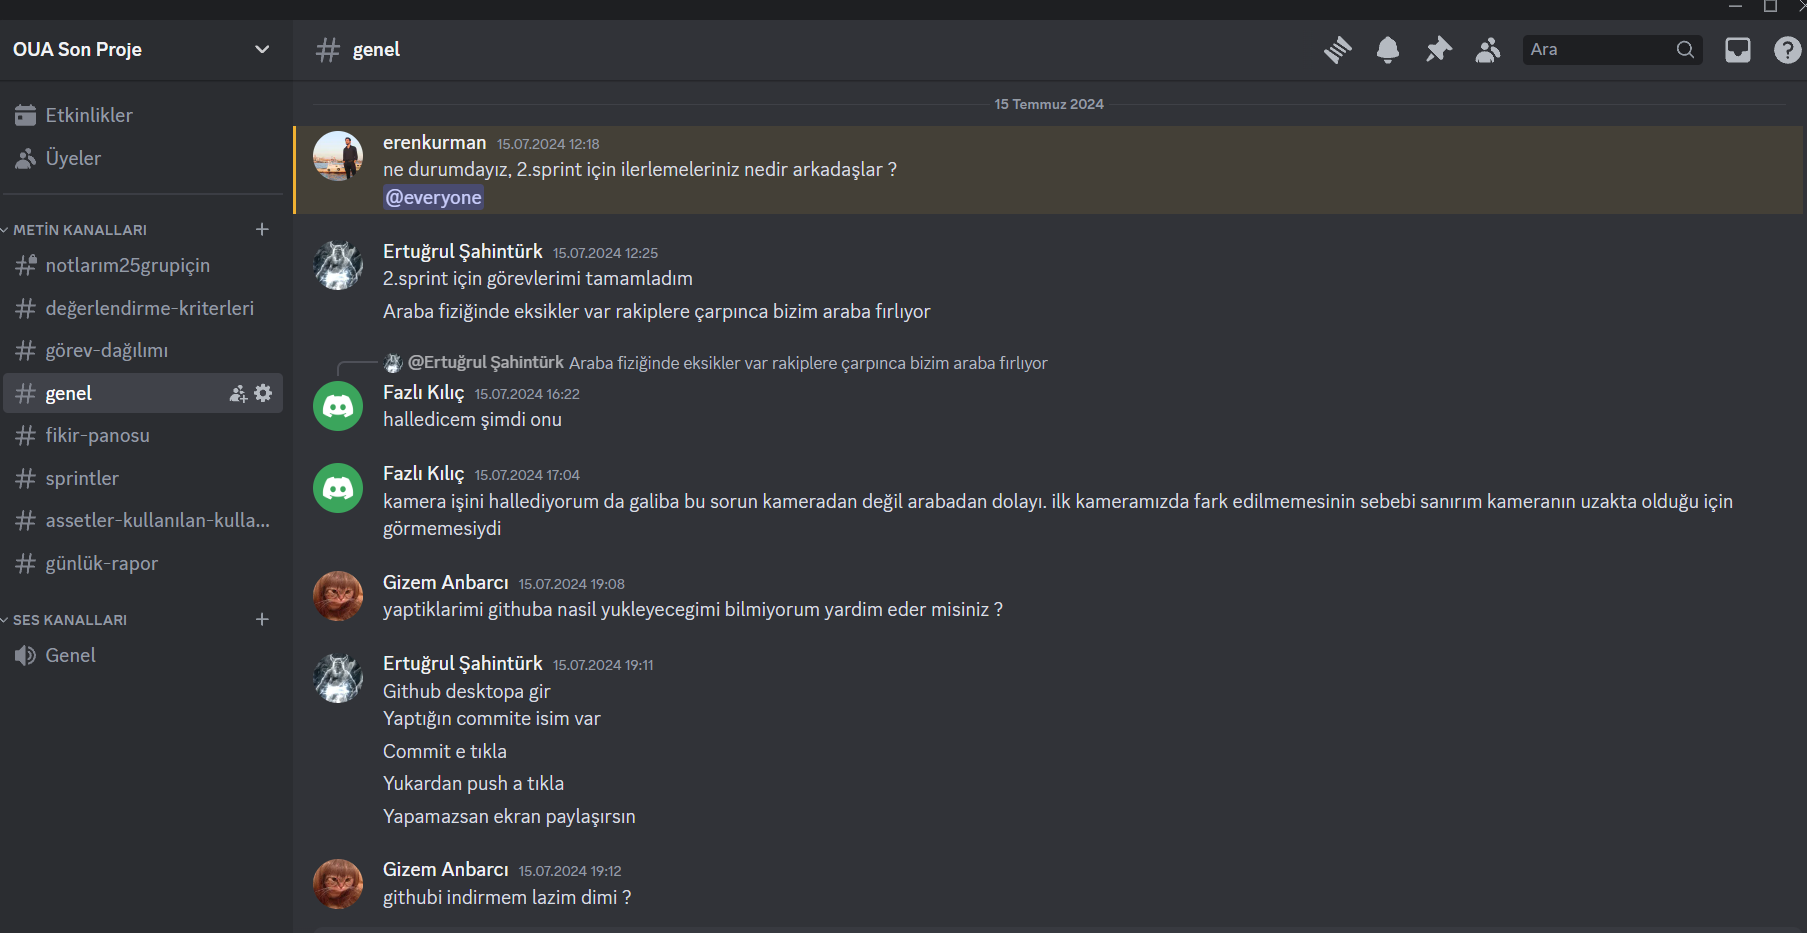 OUA Son Proje
Etkinlikler
Üyeler
METİN KANALLARI
notlarım25grupiçin
değerlendirme-kriterleri
görev-dağılımı
genel
fikir-panosu
sprintler
assetler-kullanılan-kulla...
günlük-rapor
SES KANALLARI
Genel
genel
Ara
15 Temmuz 2024
erenkurman 15.07.2024 12:18
ne durumdayız, 2.sprint için ilerlemeleriniz nedir arkadaşlar ?
@everyone
Ertuğrul Şahintürk 15.07.2024 12:25
2.sprint için görevlerimi tamamladım
Araba fiziğinde eksikler var rakiplere çarpınca bizim araba fırlıyor
@Ertuğrul Şahintürk Araba fiziğinde eksikler var rakiplere çarpınca bizim araba fırlıyor
Fazlı Kılıç 15.07.2024 16:22
halledicem şimdi onu
Fazlı Kılıç 15.07.2024 17:04
kamera işini hallediyorum da galiba bu sorun kameradan değil arabadan dolayı. ilk kameramızda fark edilmemesinin sebebi sanırım kameranın uzakta olduğu için
görmemesiydi
Gizem Anbarcı 15.07.2024 19:08
yaptiklarimi githuba nasil yukleyecegimi bilmiyorum yardim eder misiniz ?
Ertuğrul Şahintürk 15.07.2024 19:11
Github desktopa gir
Yaptığın commite isim var
Commit e tıkla
Yukardan push a tıkla
Yapamazsan ekran paylaşırsın
Gizem Anbarcı 15.07.2024 19:12
githubi indirmem lazim dimi ?